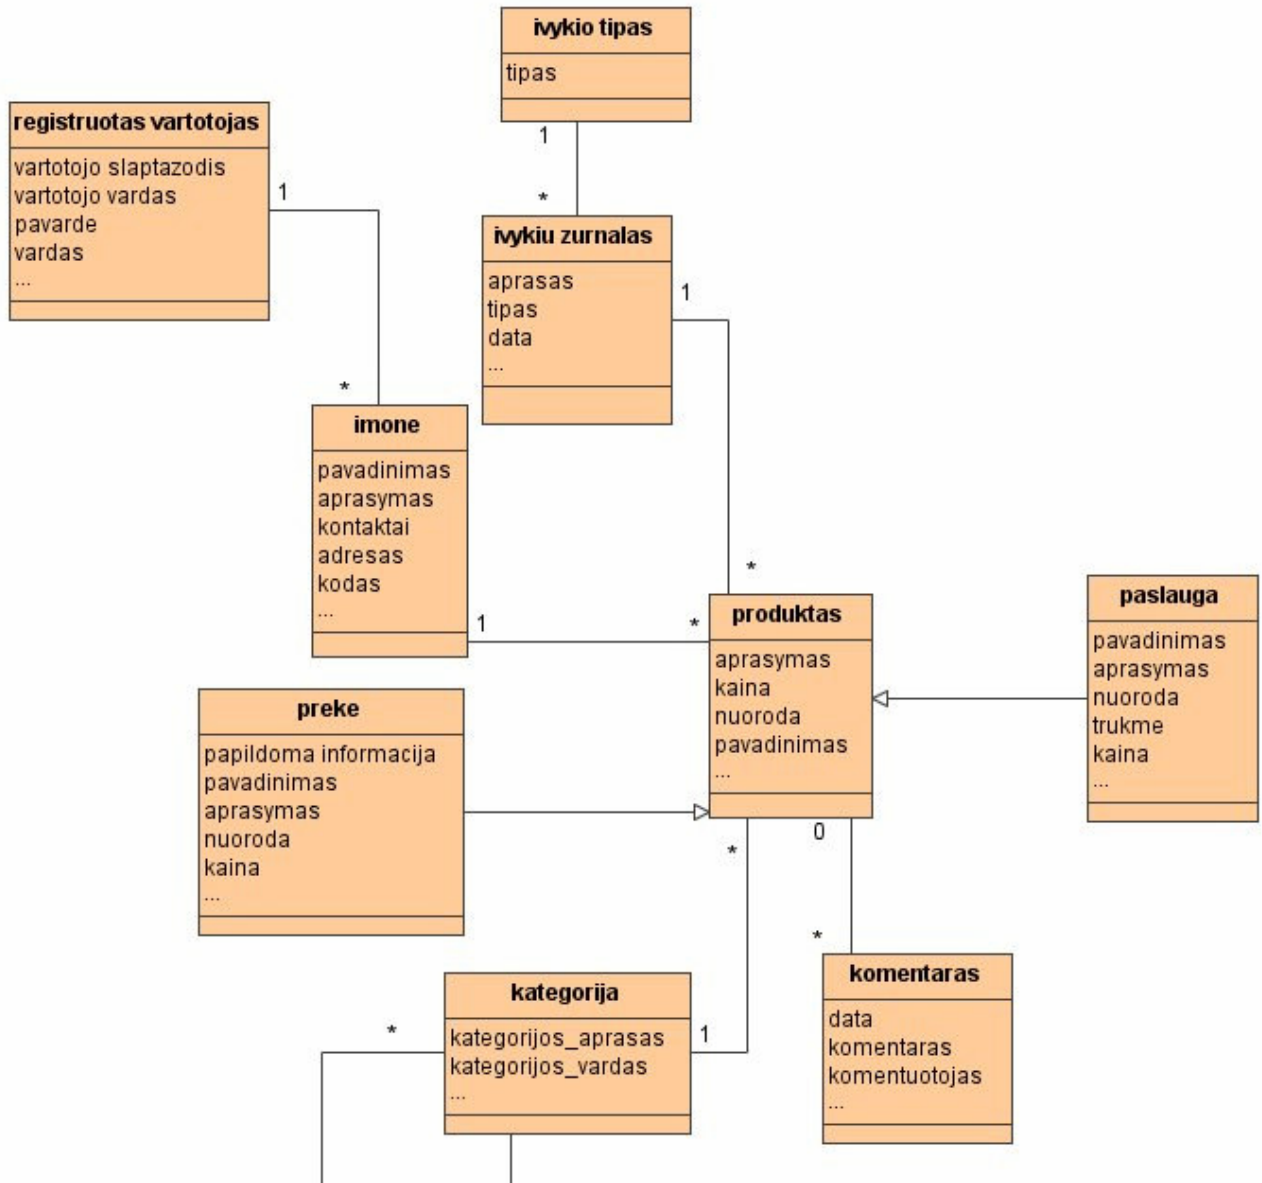 ivykio tipas
tipas
1
*
registruotas vartotojas
vartotojo slaptazodis
vartotojo vardas
pavarde
vardas
...
1
*
ivykiu zurnalas
aprasas
tipas
data
...
1
*
imone
pavadinimas
aprasymas
kontaktai
adresas
kodas
...
1
*
produktas
aprasymas
kaina
nuoroda
pavadinimas
...
paslauga
pavadinimas
aprasymas
nuoroda
trukme
kaina
...
preke
papildoma informacija
pavadinimas
aprasymas
nuoroda
kaina
...
*
0
*
kategorija
kategorijos_aprasas
kategorijos_vardas
...
*
1
komentaras
data
komentaras
komentuotojas
...